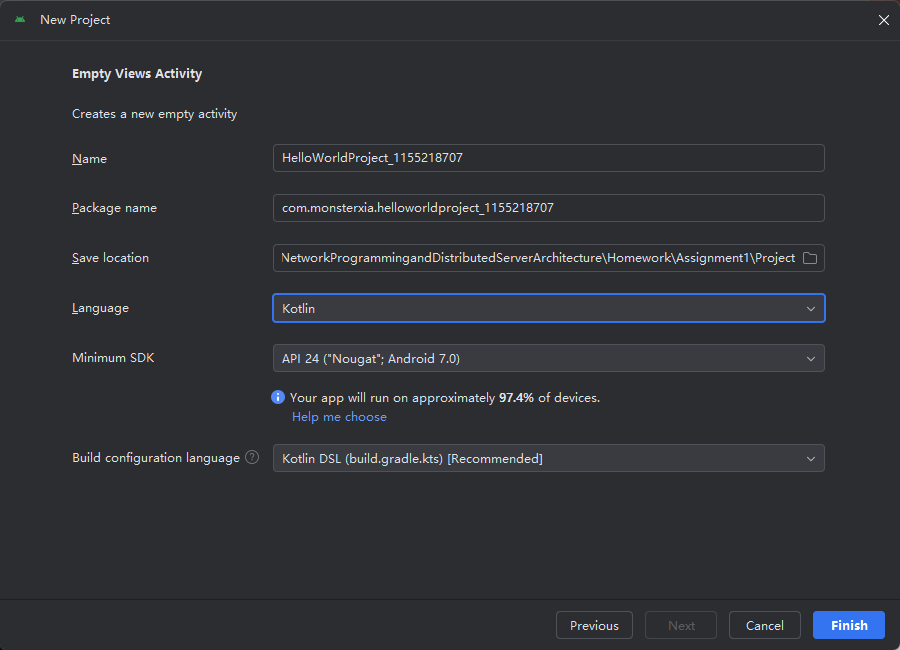 New Project
Empty Views Activity
Creates a new empty activity
Name
HelloWorldProject_1155218707
Package name
com.monsterxia.helloworldproject_1155218707
Save location
NetworkProgrammingandDistributedServerArchitecture\Homework\Assignment1\Project
Language
Kotlin
Minimum SDK
API 24 ("Nougat"; Android 7.0)
Your app will run on approximately 97.4% of devices.
Help me choose
Build configuration language
Kotlin DSL (build.gradle.kts) [Recommended]
Previous
Next
Cancel
Finish